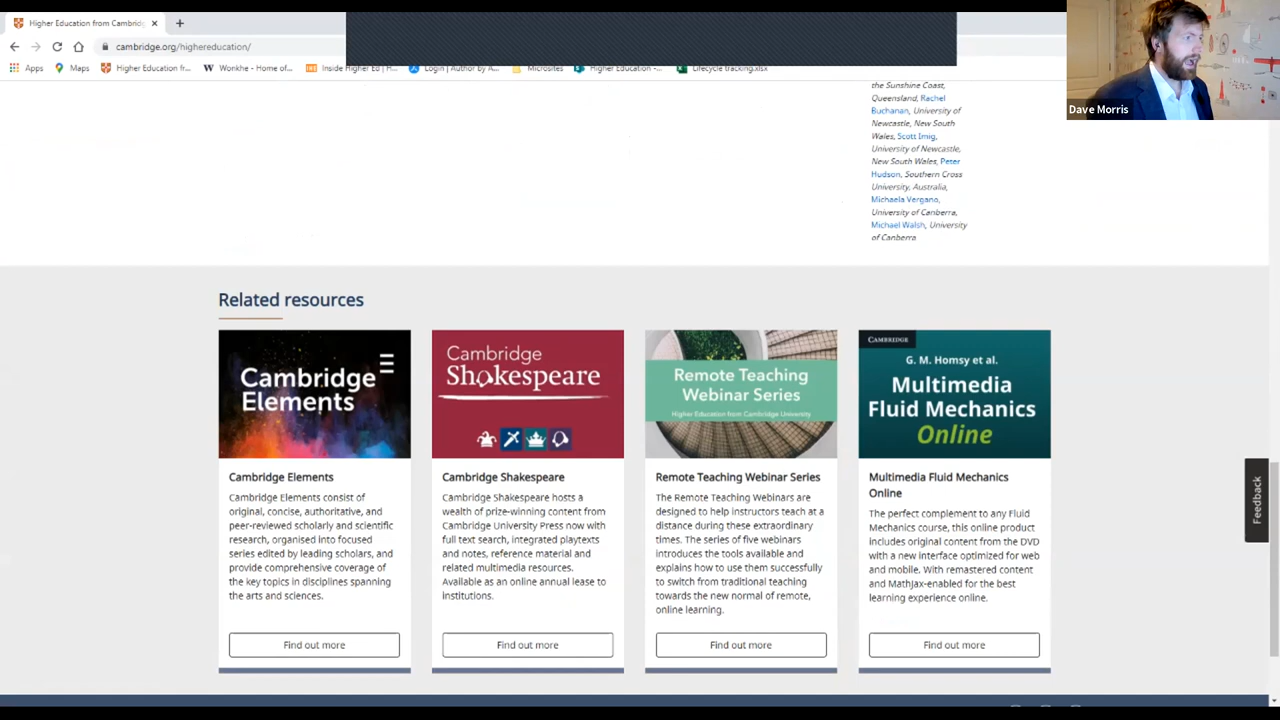 Higher Education from Cambridg
cambridge.org/highereducation/
Apps
Maps
Higher Education fr...
Wonkhe - Home of...
Inside Higher Ed | H...
Login | Author by A...
Microsites
Higher Education -...
Lifecycle tracking.xlsx
Dave Morris
the Sunshine Coast,
Queensland, Rachel
Buchanan, University of
Newcastle, New South
Wales, Scott Imig,
University of Newcastle,
New South Wales, Peter
Hudson, Southern Cross
University, Australia,
Michaela Vergano,
University of Canberra,
Michael Walsh, University
of Canberra
Related resources
Cambridge
Elements
Cambridge Elements
Cambridge Elements consist of
original, concise, authoritative, and
peer-reviewed scholarly and scientific
research, organised into focused
series edited by leading scholars, and
provide comprehensive coverage of
the key topics in disciplines spanning
the arts and sciences.
Find out more
Cambridge
Shakespeare
Cambridge Shakespeare
Cambridge Shakespeare hosts a
wealth of prize-winning content from
Cambridge University Press now with
full text search, integrated playtexts
and notes, reference material and
related multimedia resources.
Available as an online annual lease to
institutions.
Find out more
Remote Teaching
Webinar Series
Higher Education from Cambridge University
Remote Teaching Webinar Series
The Remote Teaching Webinars are
designed to help instructors teach at a
distance during these extraordinary
times. The series of five webinars
introduces the tools available and
explains how to use them successfully
to switch from traditional teaching
towards the new normal of remote,
online learning.
Find out more
CAMBRIDGE
G. M. Homsy et al.
Multimedia
Fluid Mechanics
Online
Multimedia Fluid Mechanics
Online
The perfect complement to any Fluid
Mechanics course, this online product
includes original content from the DVD
with a new interface optimized for web
and mobile. With remastered content
and MathJax-enabled for the best
learning experience online.
Find out more
Feedback